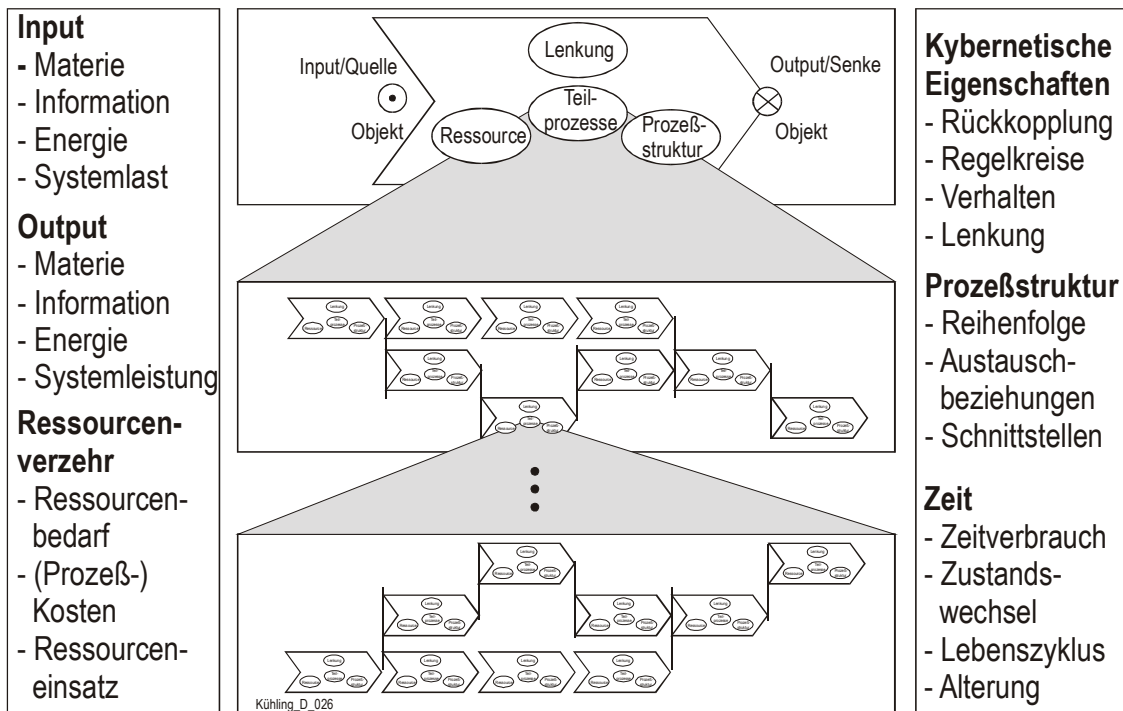 Input
- Materie
- Information
- Energie
- Systemlast
Output
- Materie
- Information
- Energie
- Systemleistung
Ressourcen-
verzehr
- Ressourcen-
bedarf
- (Prozeß-)
Kosten
- Ressourcen-
einsatz
Lenkung
Input/Quelle
Output/Senke
Teil-
prozesse
Objekt
Ressource
Prozeß-
struktur
Objekt
Kühling_D_026
Kybernetische
Eigenschaften
- Rückkopplung
- Regelkreise
- Verhalten
- Lenkung
Prozeßstruktur
- Reihenfolge
- Austausch-
beziehungen
- Schnittstellen
Zeit
- Zeitverbrauch
- Zustands-
wechsel
- Lebenszyklus
- Alterung